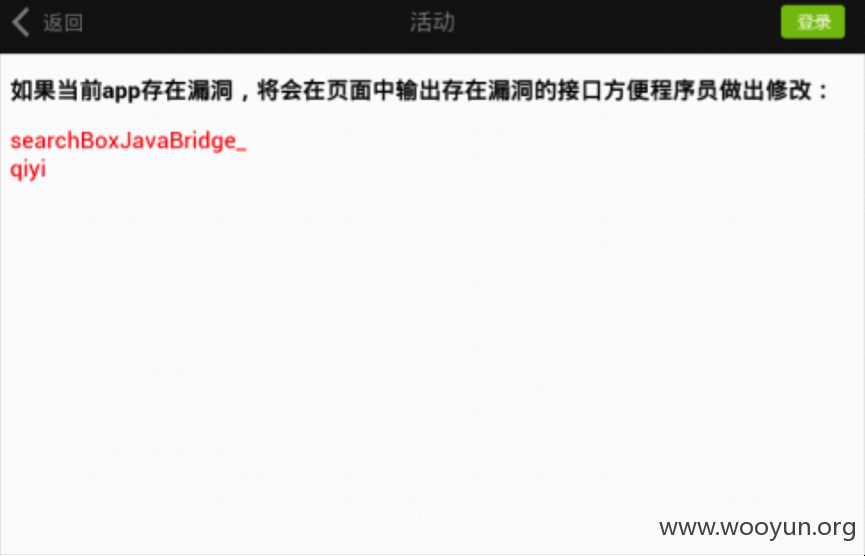 返回
活动
登录
如果当前app存在漏洞，将会在页面中输出存在漏洞的接口方便程序员做出修改：
searchBoxJavaBridge_
qiyi
www.wooyun.org